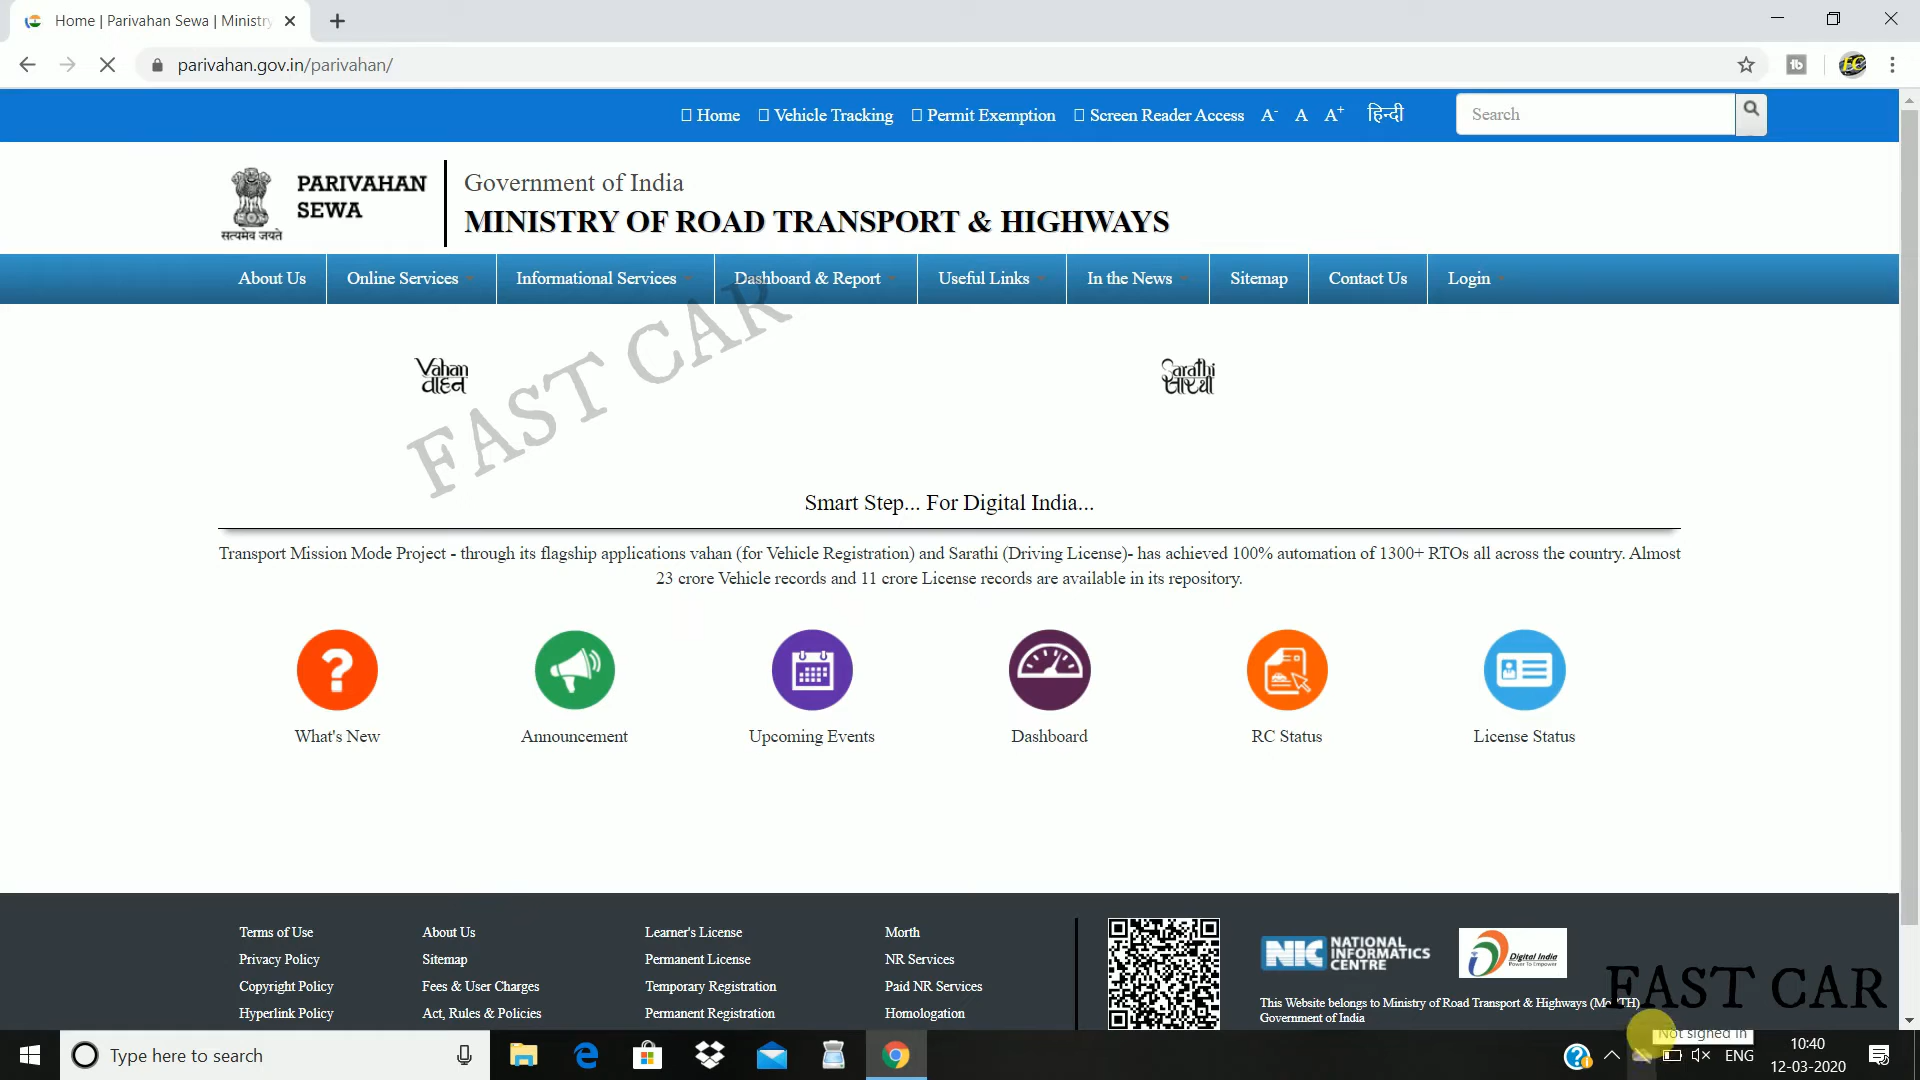 Home | Parivahan Sewa | Ministry
parivahan.gov.in/parivahan/
Home Vehicle Tracking Permit Exemption Screen Reader Access A- A A+ हिन्दी Search
सत्यमेव जयते
PARIVAHAN
SEWA
Government of India
MINISTRY OF ROAD TRANSPORT & HIGHWAYS
About Us Online Services Informational Services Dashboard & Report Useful Links In the News Sitemap Contact Us Login
FAST CAR
Vahan
वाहन
Sarathi
सारथी
Smart Step... For Digital India...
Transport Mission Mode Project - through its flagship applications vahan (for Vehicle Registration) and Sarathi (Driving License)- has achieved 100% automation of 1300+ RTOs all across the country. Almost
23 crore Vehicle records and 11 crore License records are available in its repository.
What's New Announcement Upcoming Events Dashboard RC Status License Status
Terms of Use
Privacy Policy
Copyright Policy
Hyperlink Policy
About Us
Sitemap
Fees & User Charges
Act, Rules & Policies
Learner's License
Permanent License
Temporary Registration
Permanent Registration
Morth
NR Services
Paid NR Services
Homologation
NIC NATIONAL
INFORMATICS
CENTRE
Digital India
Power To Empower
This Website belongs to Ministry of Road Transport & Highways (MoRTH)
Government of India
FAST CAR
Not signed in
Type here to search
ENG
10:40
12-03-2020